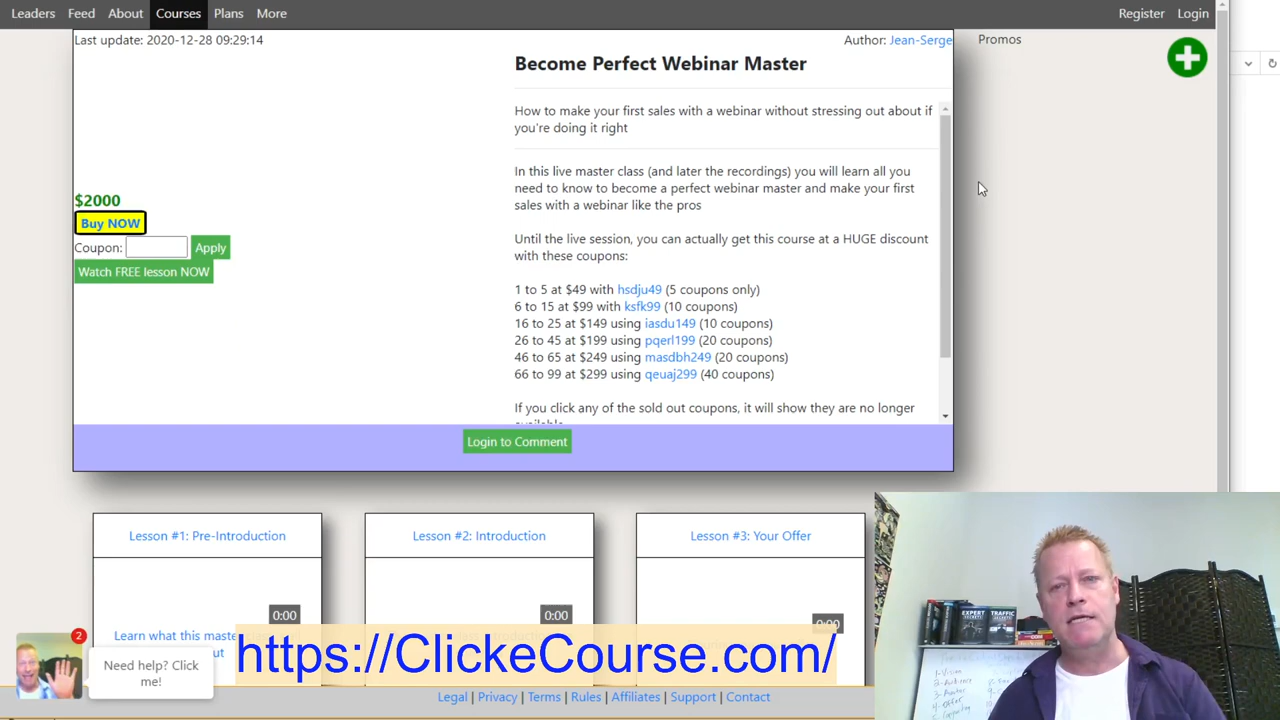 Leaders Feed About Courses Plans More Register Login
Last update: 2020-12-28 09:29:14
Author: Jean-Serge
Promos
$2000
Buy NOW
Coupon: Apply
Watch FREE lesson NOW
Become Perfect Webinar Master
How to make your first sales with a webinar without stressing out about if
you're doing it right
In this live master class (and later the recordings) you will learn all you
need to know to become a perfect webinar master and make your first
sales with a webinar like the pros
Until the live session, you can actually get this course at a HUGE discount
with these coupons:
1 to 5 at $49 with hsdju49 (5 coupons only)
6 to 15 at $99 with ksfk99 (10 coupons)
16 to 25 at $149 using iasdu149 (10 coupons)
26 to 45 at $199 using pqerl199 (20 coupons)
46 to 65 at $249 using masdbh249 (20 coupons)
66 to 99 at $299 using qeuaj299 (40 coupons)
If you click any of the sold out coupons, it will show they are no longer
Login to Comment
Lesson #1: Pre-Introduction
0:00
Learn what this mast
out
Lesson #2: Introduction
0:00
Lesson #3: Your Offer
0:00
2
Need help? Click
me!
https://ClickeCourse.com/
Legal | Privacy | Terms | Rules | Affiliates | Support | Contact
EXPERT
SECRETS
TRAFFIC
SECRETS